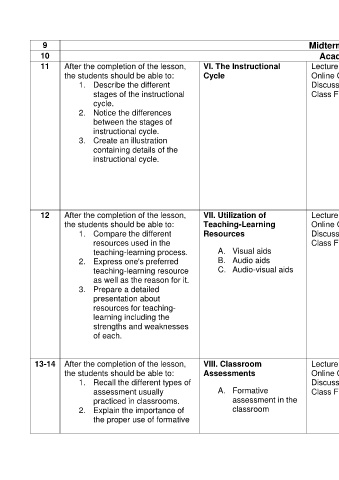 9
Midterm
10
Acad
11
After the completion of the lesson,
the students should be able to:
1. Describe the different
stages of the instructional
cycle.
2. Notice the differences
between the stages of
instructional cycle.
3. Create an illustration
containing details of the
instructional cycle.
VI. The Instructional
Cycle
Lecture
Online C
Discuss
Class F
12
After the completion of the lesson,
the students should be able to:
1. Compare the different
resources used in the
teaching-learning process.
2. Express one's preferred
teaching-learning resource
as well as the reason for it.
3. Prepare a detailed
presentation about
resources for teaching-
learning including the
strengths and weaknesses
of each.
VII. Utilization of
Teaching-Learning
Resources
A. Visual aids
B. Audio aids
C. Audio-visual aids
Lecture
Online C
Discuss
Class F
13-14
After the completion of the lesson,
the students should be able to:
1. Recall the different types of
assessment usually
practiced in classrooms.
2. Explain the importance of
the proper use of formative
VIII. Classroom
Assessments
A. Formative
assessment in the
classroom
Lecture
Online C
Discuss
Class F